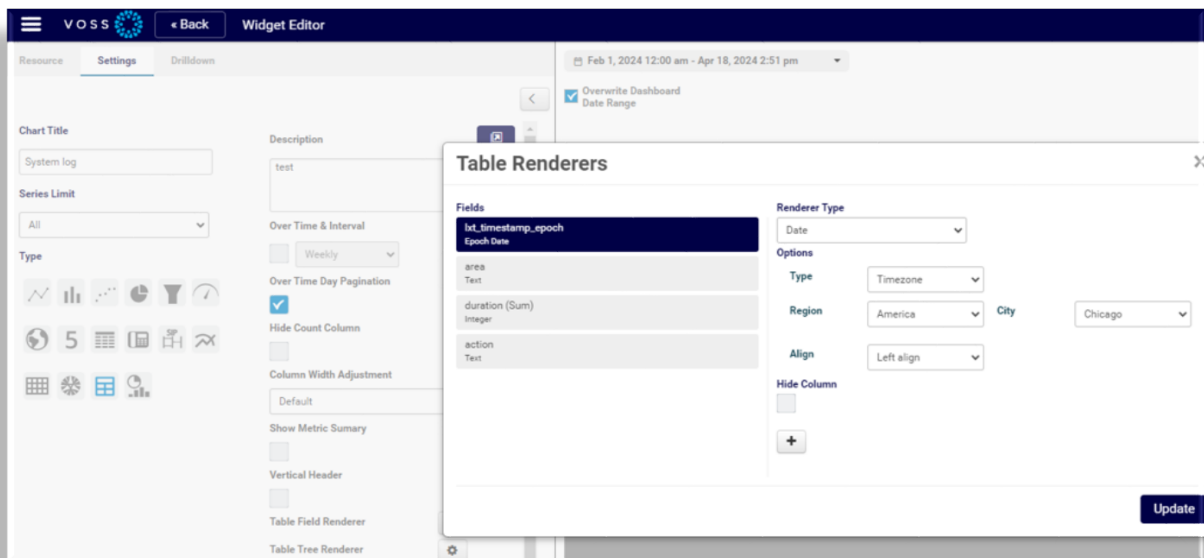 VOSS
« Back
Widget Editor
Resource
Settings
Drilldown
Feb 1, 2024 12:00 am - Apr 18, 2024 2:51 pm
Overwrite Dashboard
Date Range
Chart Title
System log
Series Limit
All
Type
5
Description
test
Over Time & Interval
Weekly
Over Time Day Pagination
Hide Count Column
Column Width Adjustment
Default
Show Metric Sumary
Vertical Header
Table Field Renderer
Table Tree Renderer
Table Renderers
Fields
lxt_timestamp_epoch
Epoch Date
area
Text
duration (Sum)
Integer
action
Text
Renderer Type
Date
Options
Type
Timezone
Region
America
City
Chicago
Align
Left align
Hide Column
+
Update